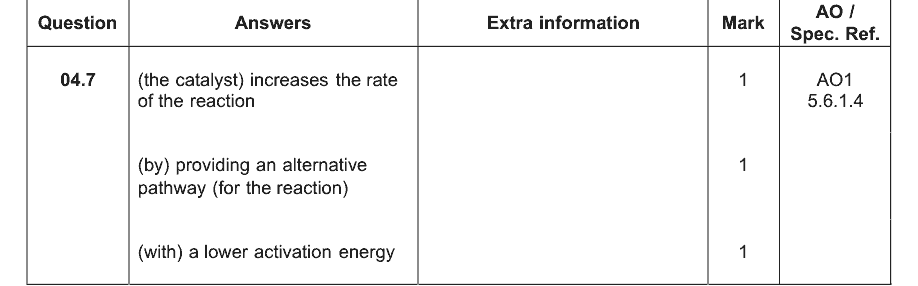 Question Answers Extra information Mark AO / Spec. Ref.
04.7 (the catalyst) increases the rate 1 AO1
of the reaction 5.6.1.4
(by) providing an alternative 1
pathway (for the reaction)
(with) a lower activation energy 1